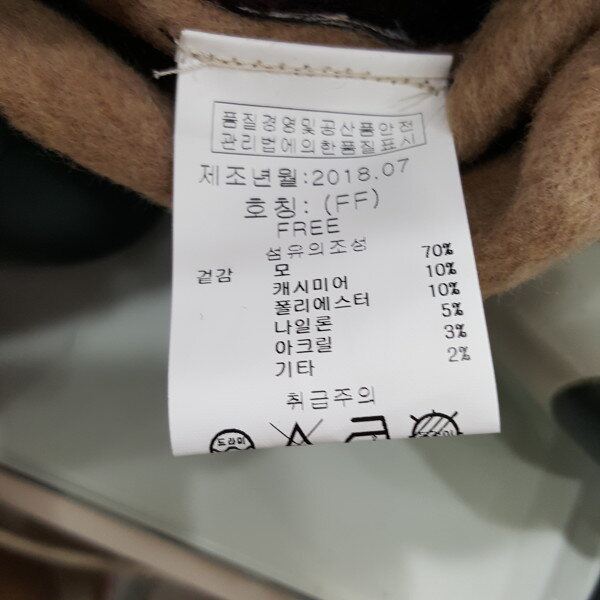 품질경영및공산품안전
관리법에의한품질표시
제조년월:2018.07
호칭:(FF)
FREE
섬유의조성
겉감 모 70%
캐시미어 10%
폴리에스터 10%
나일론 5%
아크릴 3%
기타 2%
취급주의
드라이